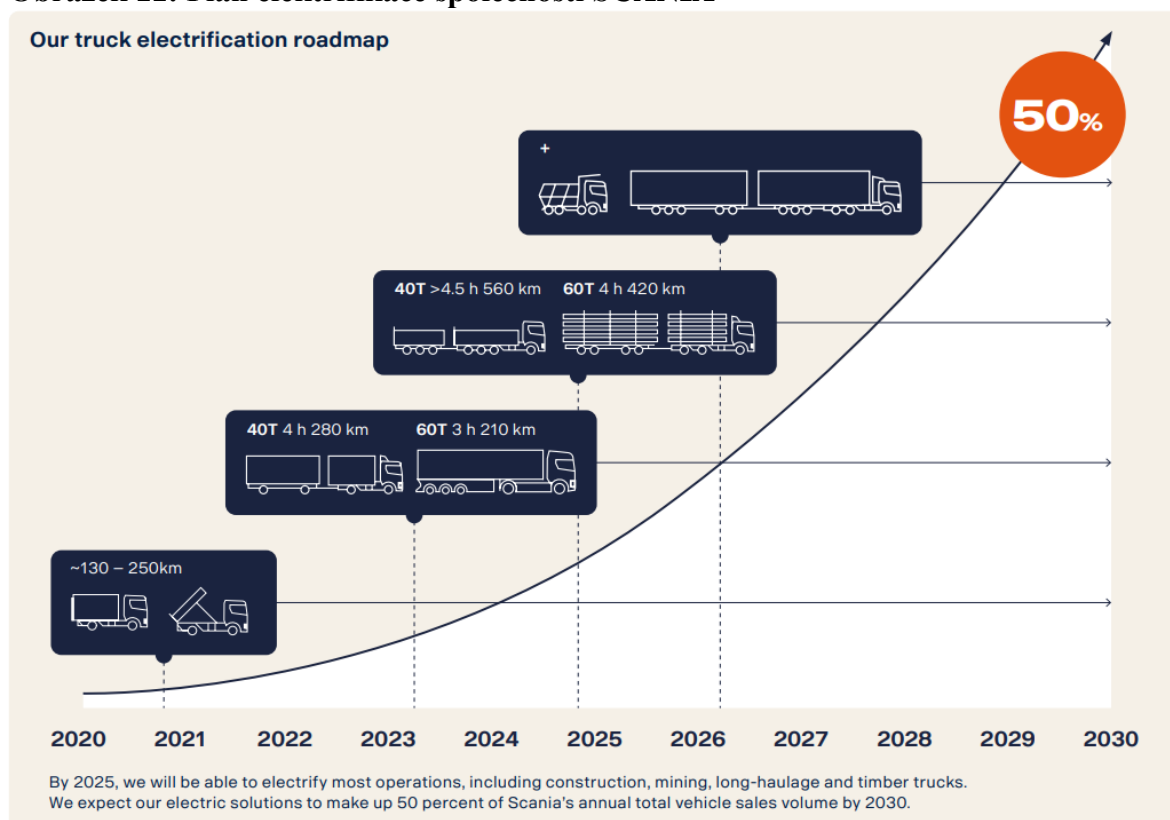 Our truck electrification roadmap
50%
+
40T >4.5 h 560 km 60T 4 h 420 km
40T 4 h 280 km 60T 3 h 210 km
~130 – 250km
2020 2021 2022 2023 2024 2025 2026 2027 2028 2029 2030
By 2025, we will be able to electrify most operations, including construction, mining, long-haulage and timber trucks.
We expect our electric solutions to make up 50 percent of Scania's annual total vehicle sales volume by 2030.